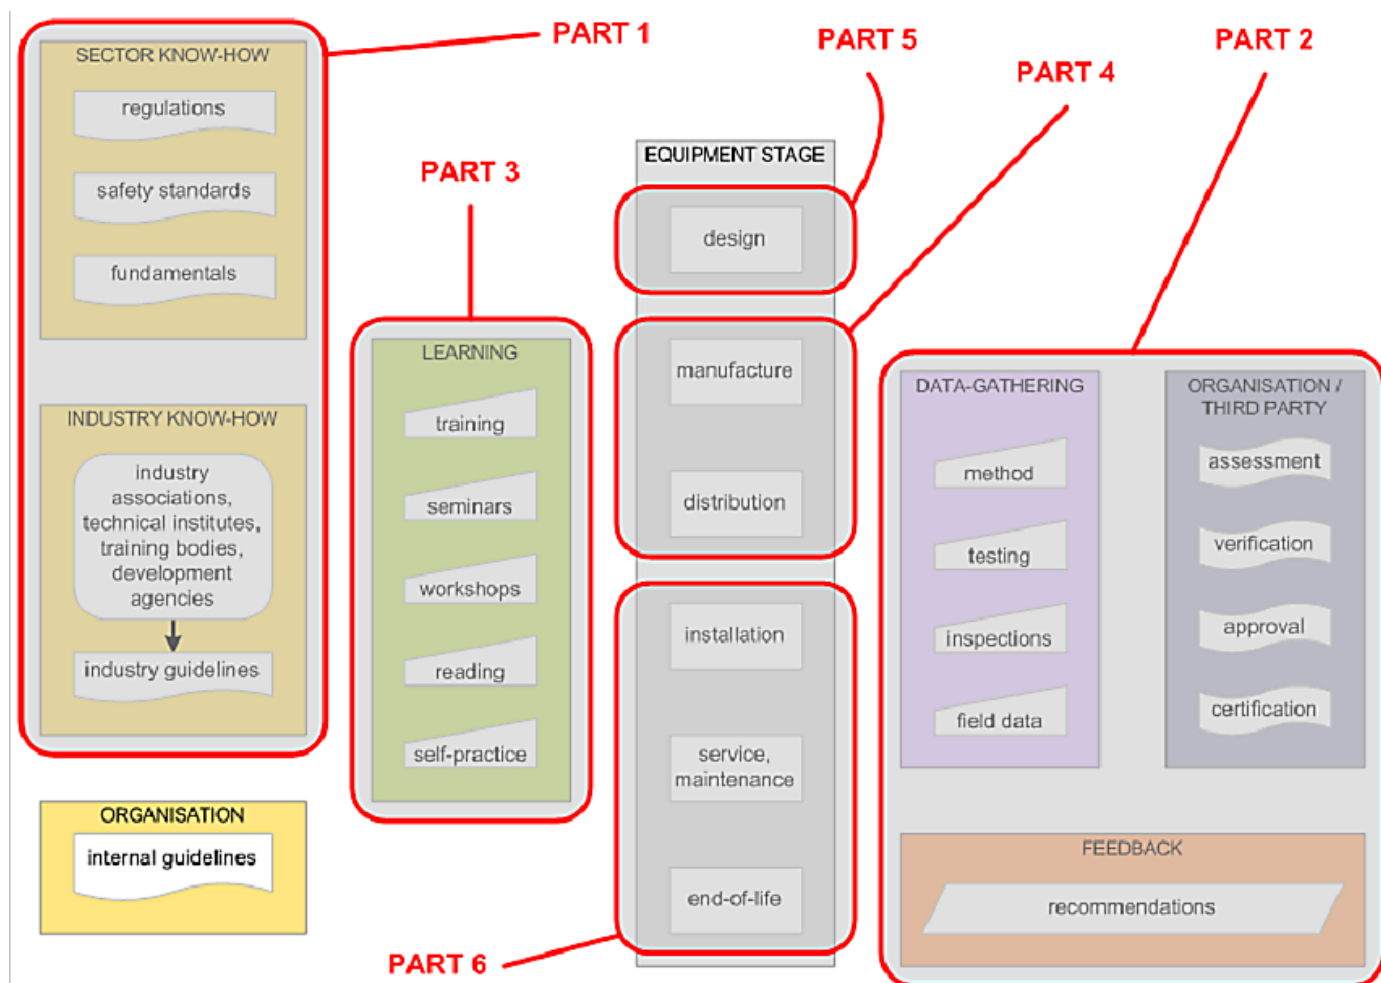 PART 1
SECTOR KNOW-HOW
regulations
safety standards
fundamentals
INDUSTRY KNOW-HOW
industry
associations,
technical institutes,
training bodies,
development
agencies
industry guidelines
ORGANISATION
internal guidelines
PART 3
LEARNING
training
seminars
workshops
reading
self-practice
PART 5
PART 4
EQUIPMENT STAGE
design
manufacture
distribution
installation
service,
maintenance
end-of-life
PART 6
PART 2
DATA-GATHERING
method
testing
inspections
field data
ORGANISATION /
THIRD PARTY
assessment
verification
approval
certification
FEEDBACK
recommendations